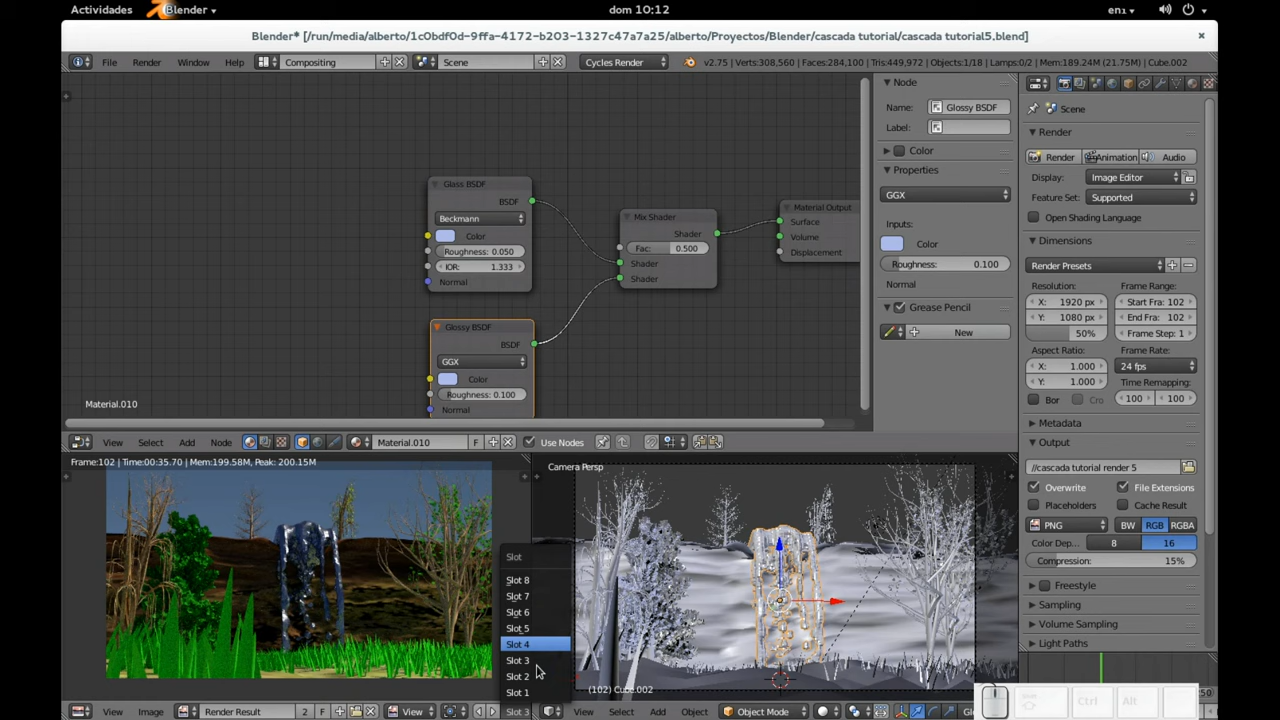 Actividades Blender dom 10:12 en1
Blender* [/run/media/alberto/1c0bdf0d-9ffa-4172-b203-1327c47a7a25/alberto/Proyectos/Blender/cascada tutorial/cascada tutorial5.blend]
File Render Window Help Compositing Scene Cycles Render v2.75 | Verts:308,560 | Faces:284,100 | Tris:449,972 | Objects:1/18 | Lamps:0/2 | Mem:189.24M (21.75M) | Cube.002
Glass BSDF
BSDF
Beckmann
Color
Roughness: 0.050
IOR: 1.333
Normal
Glossy BSDF
BSDF
GGX
Color
Roughness: 0.100
Normal
Mix Shader
Shader
Fac: 0.500
Shader
Shader
Material Output
Surface
Volume
Displacement
Material.010
Node
Name: Glossy BSDF
Label:
Color
Properties
GGX
Inputs:
Color
Roughness: 0.100
Normal
Grease Pencil
New
Scene
Render
Render Animation Audio
Display: Image Editor
Feature Set: Supported
Open Shading Language
Dimensions
Render Presets
Resolution: Frame Range:
X: 1920 px Start Fra: 102
Y: 1080 px End Fra: 102
50% Frame Step: 1
Aspect Ratio: Frame Rate:
X: 1.000 24 fps
Y: 1.000 Time Remapping:
Bor Cro 100 100
Metadata
Output
//cascada tutorial render 5
Overwrite File Extensions
Placeholders Cache Result
PNG BW RGB RGBA
Color Dep... 8 16
Compression: 15%
Freestyle
Sampling
Volume Sampling
Light Paths
View Select Add Node Material.010 F Use Nodes
Frame:102 | Time:00:35.70 | Mem:199.58M, Peak: 200.15M
Slot
Slot 8
Slot 7
Slot 6
Slot 5
Slot 4
Slot 3
Slot 2
Slot 1
Camera Persp
(102) Cube.002
Ctrl Alt
50
View Image Render Result 2 F View Slot 3
View Select Add Object Object Mode